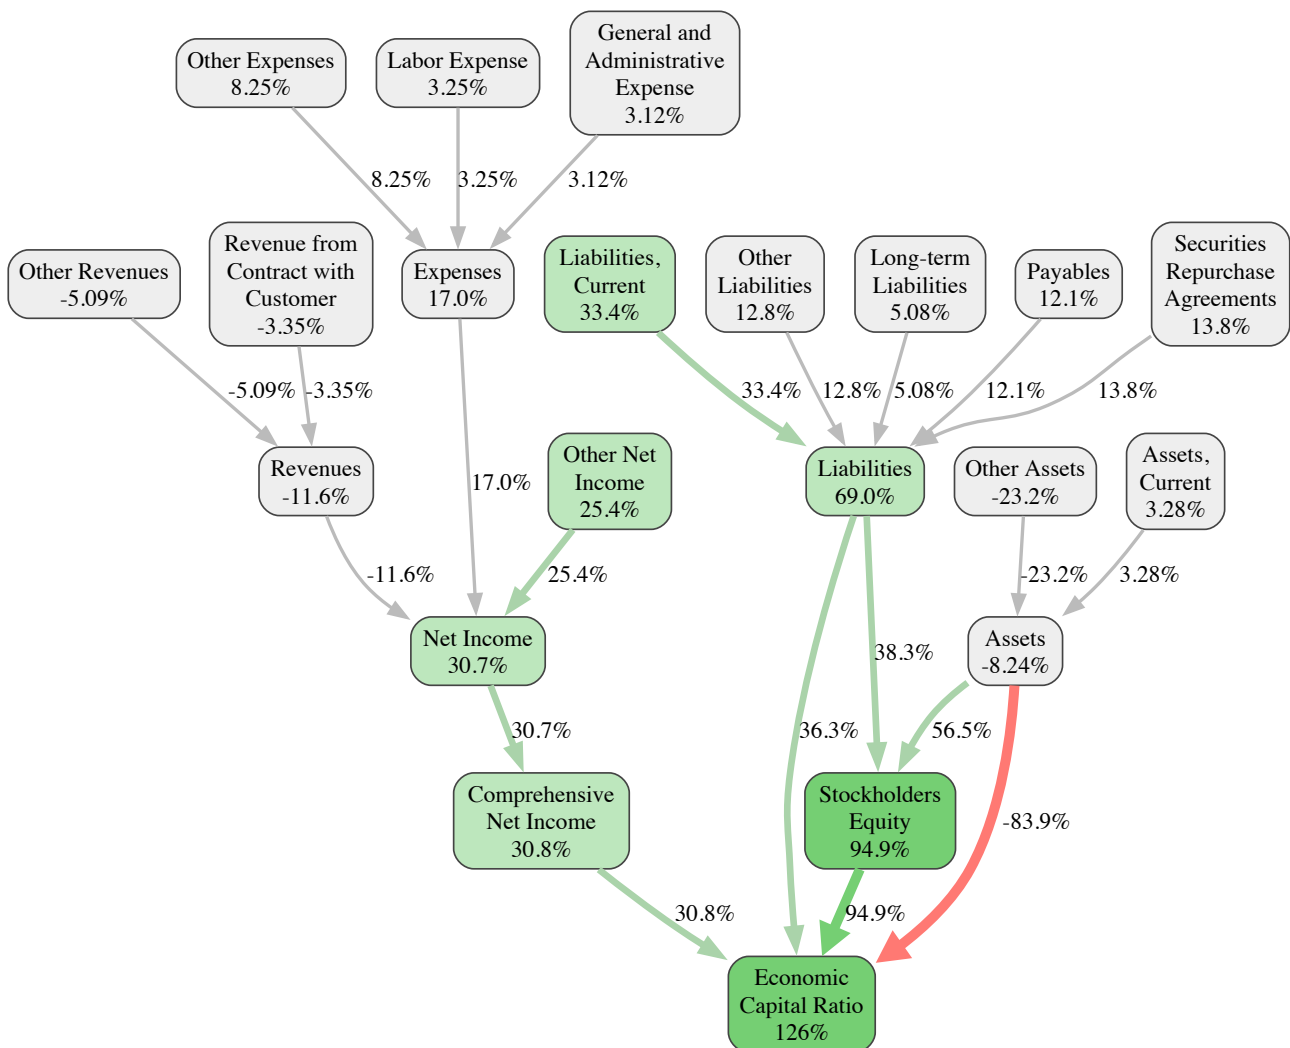 Other Expenses
8.25%
Labor Expense
3.25%
General and
Administrative
Expense
3.12%
8.25%
3.25%
3.12%
Other Revenues
-5.09%
Revenue from
Contract with
Customer
-3.35%
Expenses
17.0%
Liabilities,
Current
33.4%
Other
Liabilities
12.8%
Long-term
Liabilities
5.08%
Payables
12.1%
Securities
Repurchase
Agreements
13.8%
-5.09%
-3.35%
33.4%
12.8%
5.08%
12.1%
13.8%
Revenues
-11.6%
17.0%
Other Net
Income
25.4%
Liabilities
69.0%
Other Assets
-23.2%
Assets,
Current
3.28%
-11.6%
25.4%
-23.2%
3.28%
Net Income
30.7%
38.3%
Assets
-8.24%
30.7%
36.3%
56.5%
Comprehensive
Net Income
30.8%
Stockholders
Equity
94.9%
-83.9%
30.8%
94.9%
Economic
Capital Ratio
126%